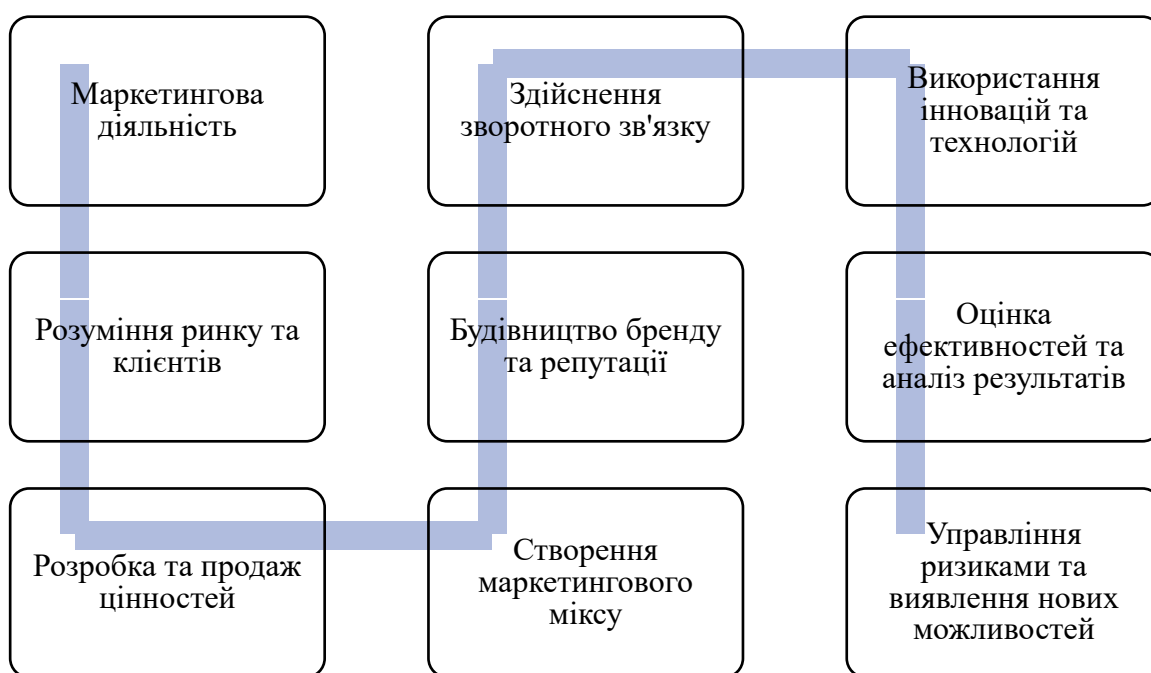 Маркетингова
діяльність
Розуміння ринку та
клієнтів
Розробка та продаж
цінностей
Створення
маркетингового
міксу
Будівництво бренду
та репутації
Здійснення
зворотного зв'язку
Використання
інновацій та
технологій
Оцінка
ефективностей та
аналіз результатів
Управління
ризиками та
виявлення нових
можливостей